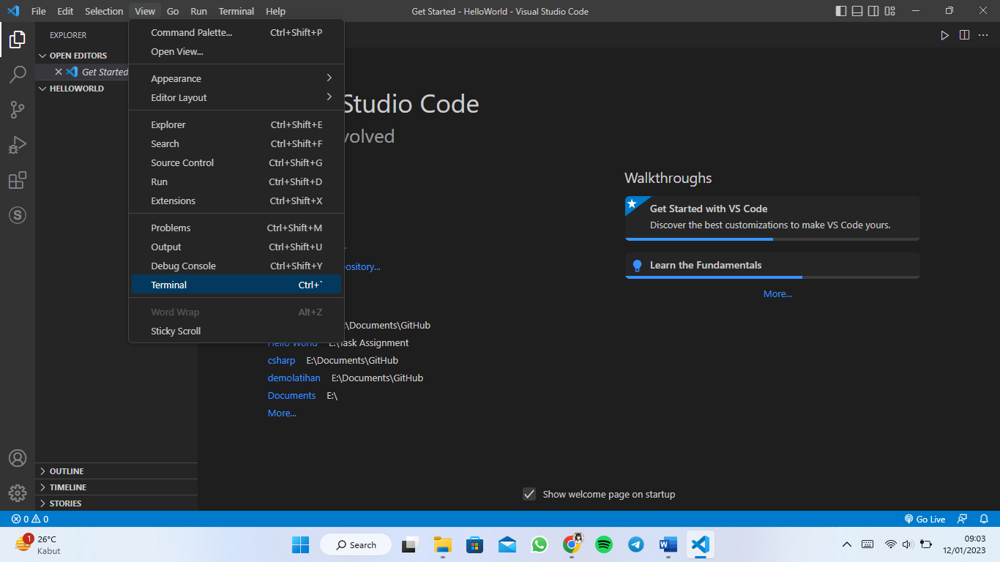 File Edit Selection View Go Run Terminal Help Get Started - HelloWorld - Visual Studio Code
EXPLORER
OPEN EDITORS
Get Started
HELLOWORLD
OUTLINE
TIMELINE
STORIES
Command Palette... Ctrl+Shift+P
Open View...
Appearance
Editor Layout
Explorer Ctrl+Shift+E
Search Ctrl+Shift+F
Source Control Ctrl+Shift+G
Run Ctrl+Shift+D
Extensions Ctrl+Shift+X
Problems Ctrl+Shift+M
Output Ctrl+Shift+U
Debug Console Ctrl+Shift+Y
Terminal Ctrl+`
Word Wrap Alt+Z
Sticky Scroll
Studio Code
volved
ository...
:\Documents\GitHub
Hello World E:\Task Assignment
csharp E:\Documents\GitHub
demolatihan E:\Documents\GitHub
Documents E:\
More...
Walkthroughs
Get Started with VS Code
Discover the best customizations to make VS Code yours.
Learn the Fundamentals
More...
Show welcome page on startup
0 0 Go Live
1 26°C
Kabut
Search
09:03
12/01/2023